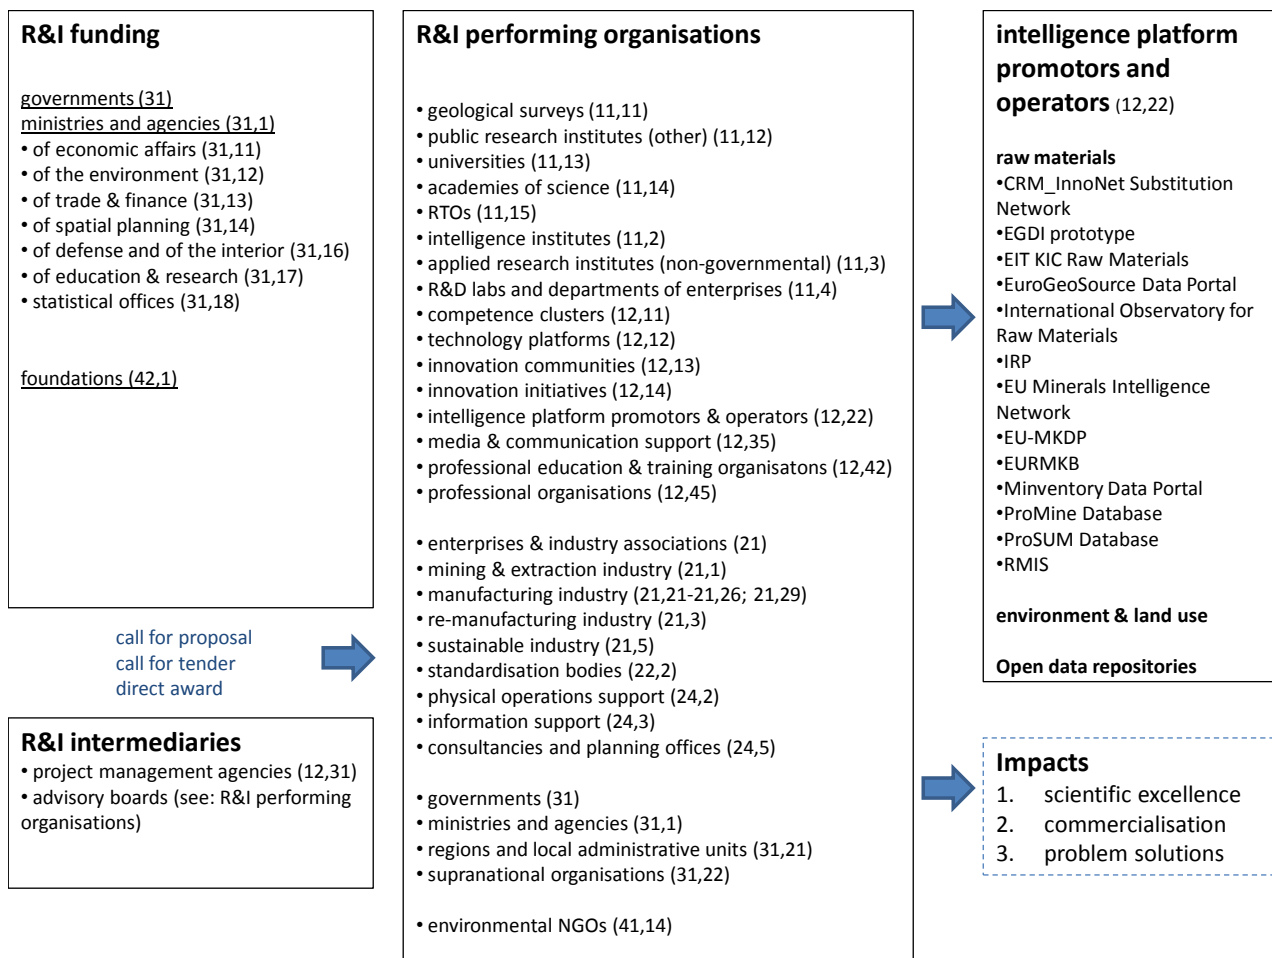 R&I funding
governments (31)
ministries and agencies (31,1)
• of economic affairs (31,11)
• of the environment (31,12)
• of trade & finance (31,13)
• of spatial planning (31,14)
• of defense and of the interior (31,16)
• of education & research (31,17)
• statistical offices (31,18)
foundations (42,1)
call for proposal
call for tender
direct award
R&I intermediaries
• project management agencies (12,31)
• advisory boards (see: R&I performing
organisations)
R&I performing organisations
• geological surveys (11,11)
• public research institutes (other) (11,12)
• universities (11,13)
• academies of science (11,14)
• RTOs (11,15)
• intelligence institutes (11,2)
• applied research institutes (non-governmental) (11,3)
• R&D labs and departments of enterprises (11,4)
• competence clusters (12,11)
• technology platforms (12,12)
• innovation communities (12,13)
• innovation initiatives (12,14)
• intelligence platform promotors & operators (12,22)
• media & communication support (12,35)
• professional education & training organisatons (12,42)
• professional organisations (12,45)
• enterprises & industry associations (21)
• mining & extraction industry (21,1)
• manufacturing industry (21,21-21,26; 21,29)
• re-manufacturing industry (21,3)
• sustainable industry (21,5)
• standardisation bodies (22,2)
• physical operations support (24,2)
• information support (24,3)
• consultancies and planning offices (24,5)
• governments (31)
• ministries and agencies (31,1)
• regions and local administrative units (31,21)
• supranational organisations (31,22)
• environmental NGOs (41,14)
intelligence platform
promotors and
operators (12,22)
raw materials
•CRM_InnoNet Substitution
Network
•EGDI prototype
•EIT KIC Raw Materials
•EuroGeoSource Data Portal
•International Observatory for
Raw Materials
•IRP
•EU Minerals Intelligence
Network
•EU-MKDP
•EURMKB
•Minventory Data Portal
•ProMine Database
•ProSUM Database
•RMIS
environment & land use
Open data repositories
Impacts
1. scientific excellence
2. commercialisation
3. problem solutions